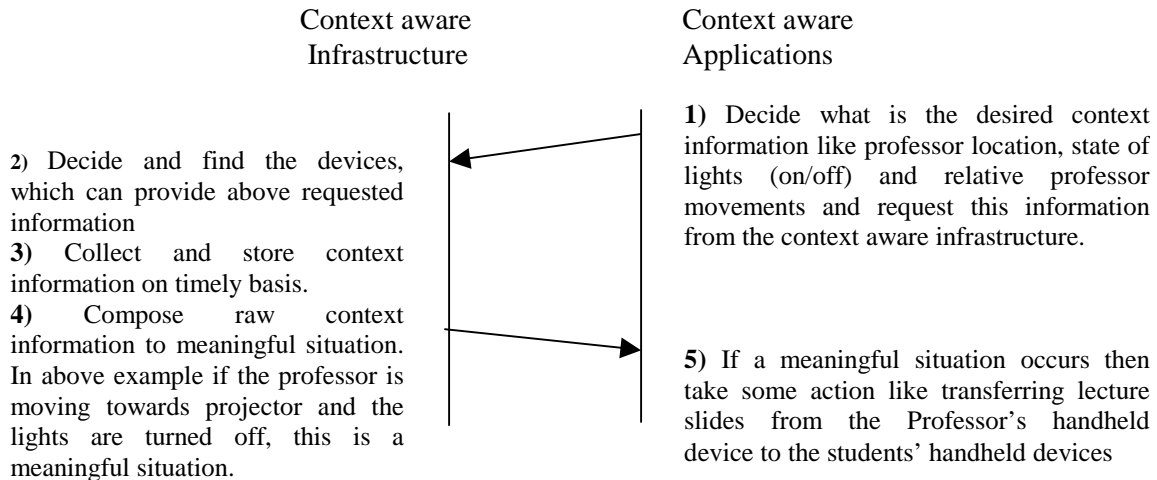 Context aware
Infrastructure
Context aware
Applications
1) Decide what is the desired context
information like professor location, state of
lights (on/off) and relative professor
movements and request this information
from the context aware infrastructure.
2) Decide and find the devices,
which can provide above requested
information
3) Collect and store context
information on timely basis.
4) Compose raw context
information to meaningful situation.
In above example if the professor is
moving towards projector and the
lights are turned off, this is a
meaningful situation.
5) If a meaningful situation occurs then
take some action like transferring lecture
slides from the Professor’s handheld
device to the students’ handheld devices